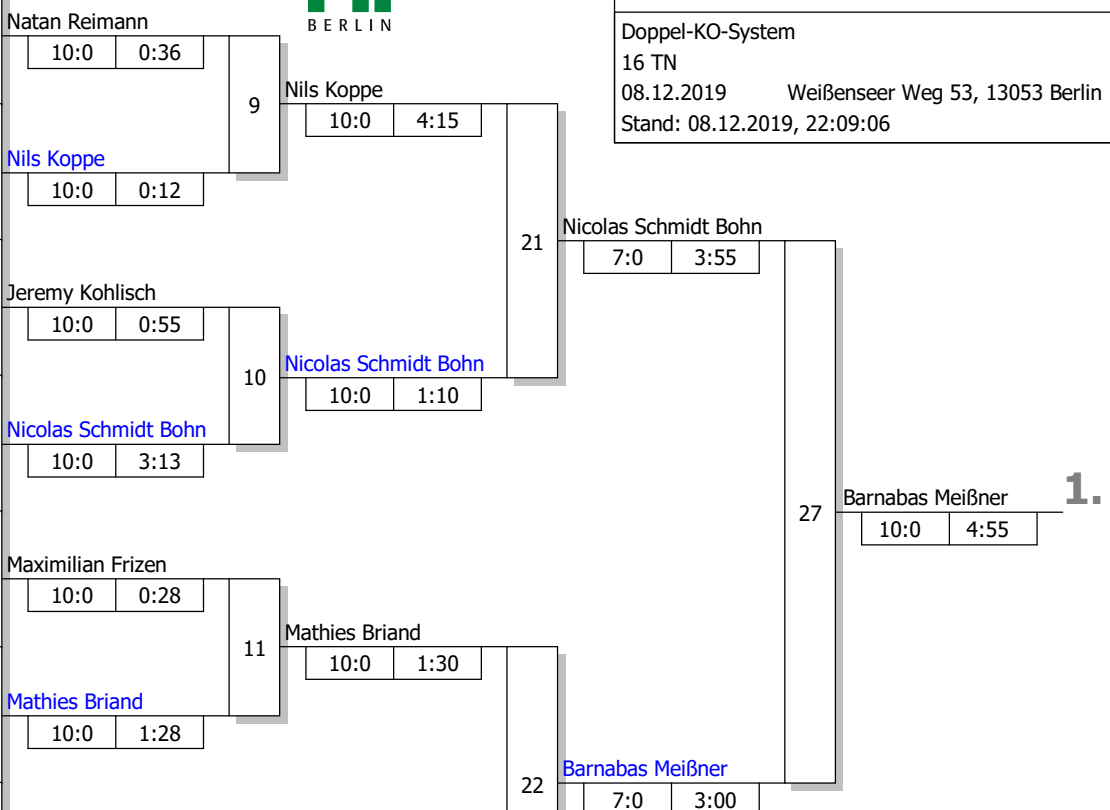 BERLIN
Doppel-KO-System
16 TN
08.12.2019 Weißenseer Weg 53, 13053 Berlin
Stand: 08.12.2019, 22:09:06
Natan Reimann
10:0 0:36
9
Nils Koppe
10:0 4:15
Nils Koppe
10:0 0:12
21
Nicolas Schmidt Bohn
7:0 3:55
Jeremy Kohlisch
10:0 0:55
10
Nicolas Schmidt Bohn
10:0 1:10
Nicolas Schmidt Bohn
10:0 3:13
27
Barnabas Meißner
1.
10:0 4:55
Maximilian Frizen
10:0 0:28
11
Mathies Briand
10:0 1:30
Mathies Briand
10:0 1:28
22
Barnabas Meißner
7:0 3:00